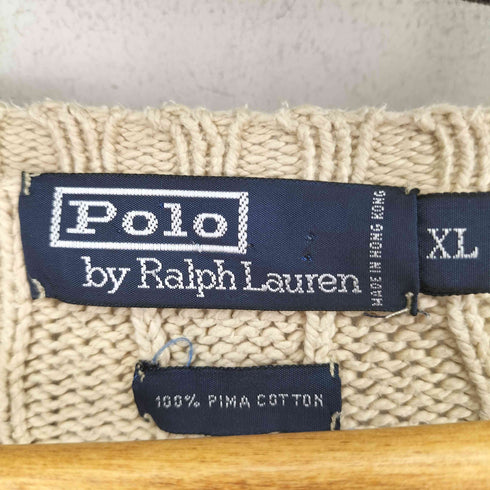 Polo
by Ralph Lauren
MADE IN HONG KONG
XL
100% PIMA COTTON